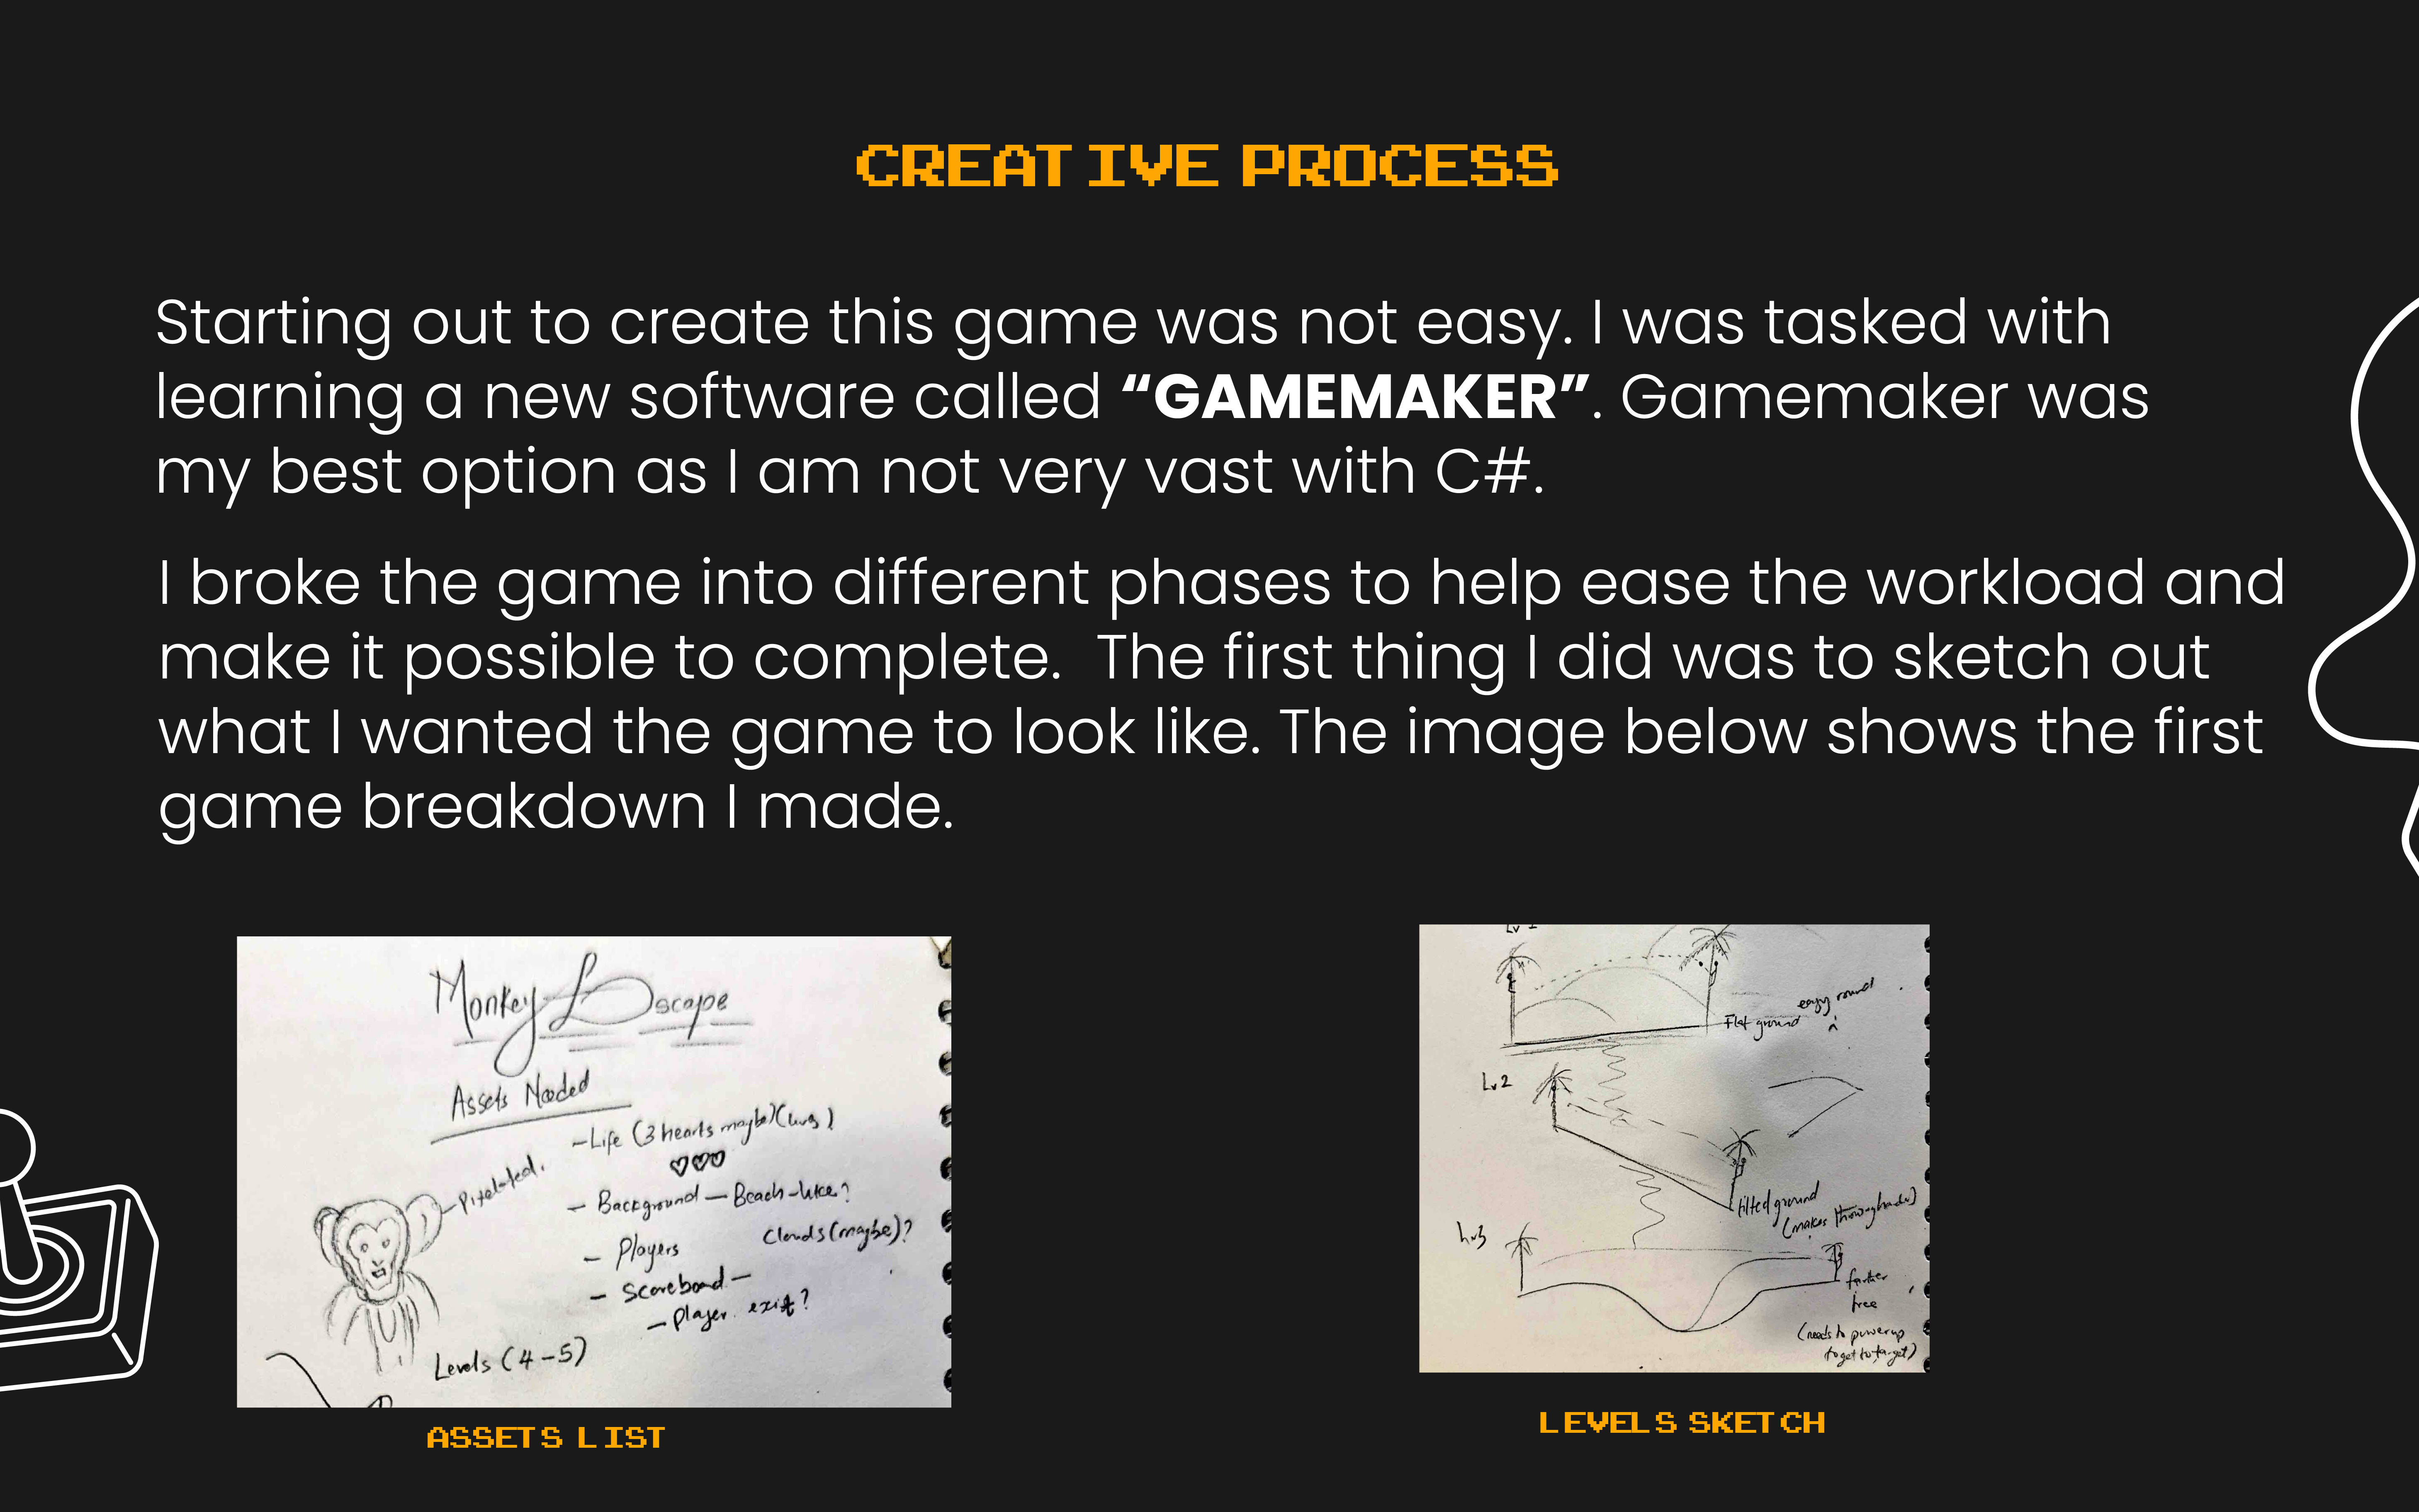 CREATIVE PROCESS
Starting out to create this game was not easy. I was tasked with
learning a new software called “GAMEMAKER”. Gamemaker was
my best option as I am not very vast with C#.
I broke the game into different phases to help ease the workload and
make it possible to complete.  The first thing I did was to sketch out
what I wanted the game to look like. The image below shows the first
game breakdown I made.
Monkey Escape
Assets Needed
- Life (3 hearts maybe) (lives)
- Pixelated.
- Background - Beach-like?
Clouds (maybe)?
- Players
- Scoreboard -
- Player exit?
Levels (4-5)
ASSETS LIST
Lv 1
easy round
Flat ground
Lv2
tilted ground
(makes throwing harder)
Lv3
farther
tree
(needs to power up
to get to target)
LEVELS SKETCH